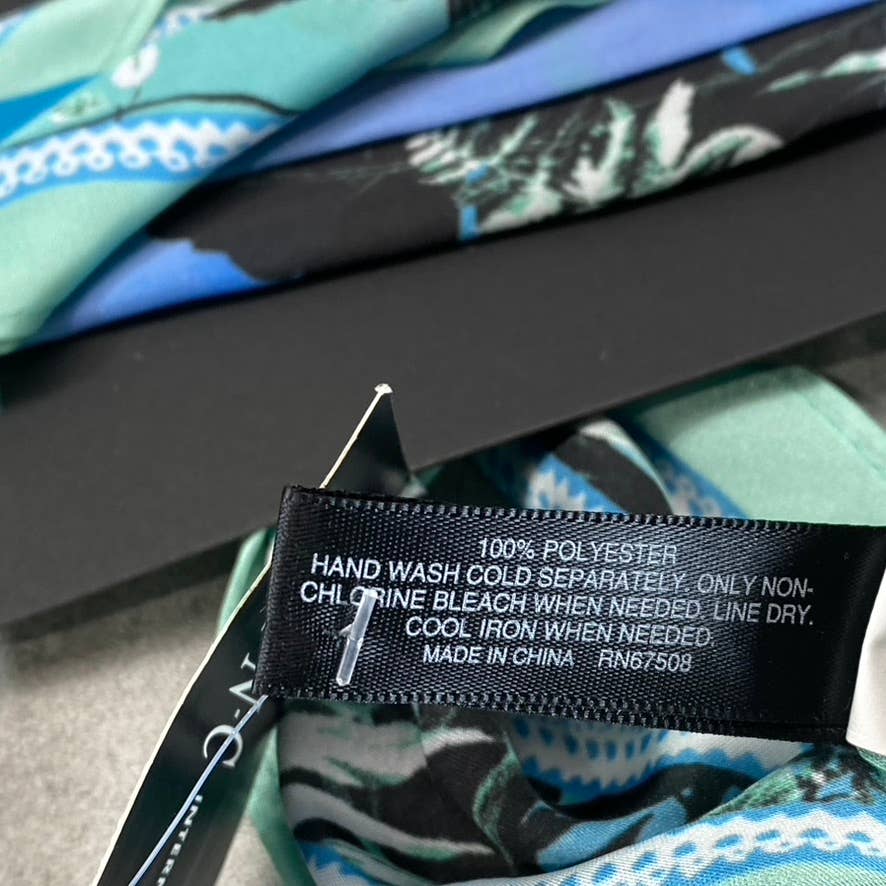 100% POLYESTER
HAND WASH COLD SEPARATELY. ONLY NON-
CHLORINE BLEACH WHEN NEEDED. LINE DRY.
COOL IRON WHEN NEEDED.
MADE IN CHINA RN67508